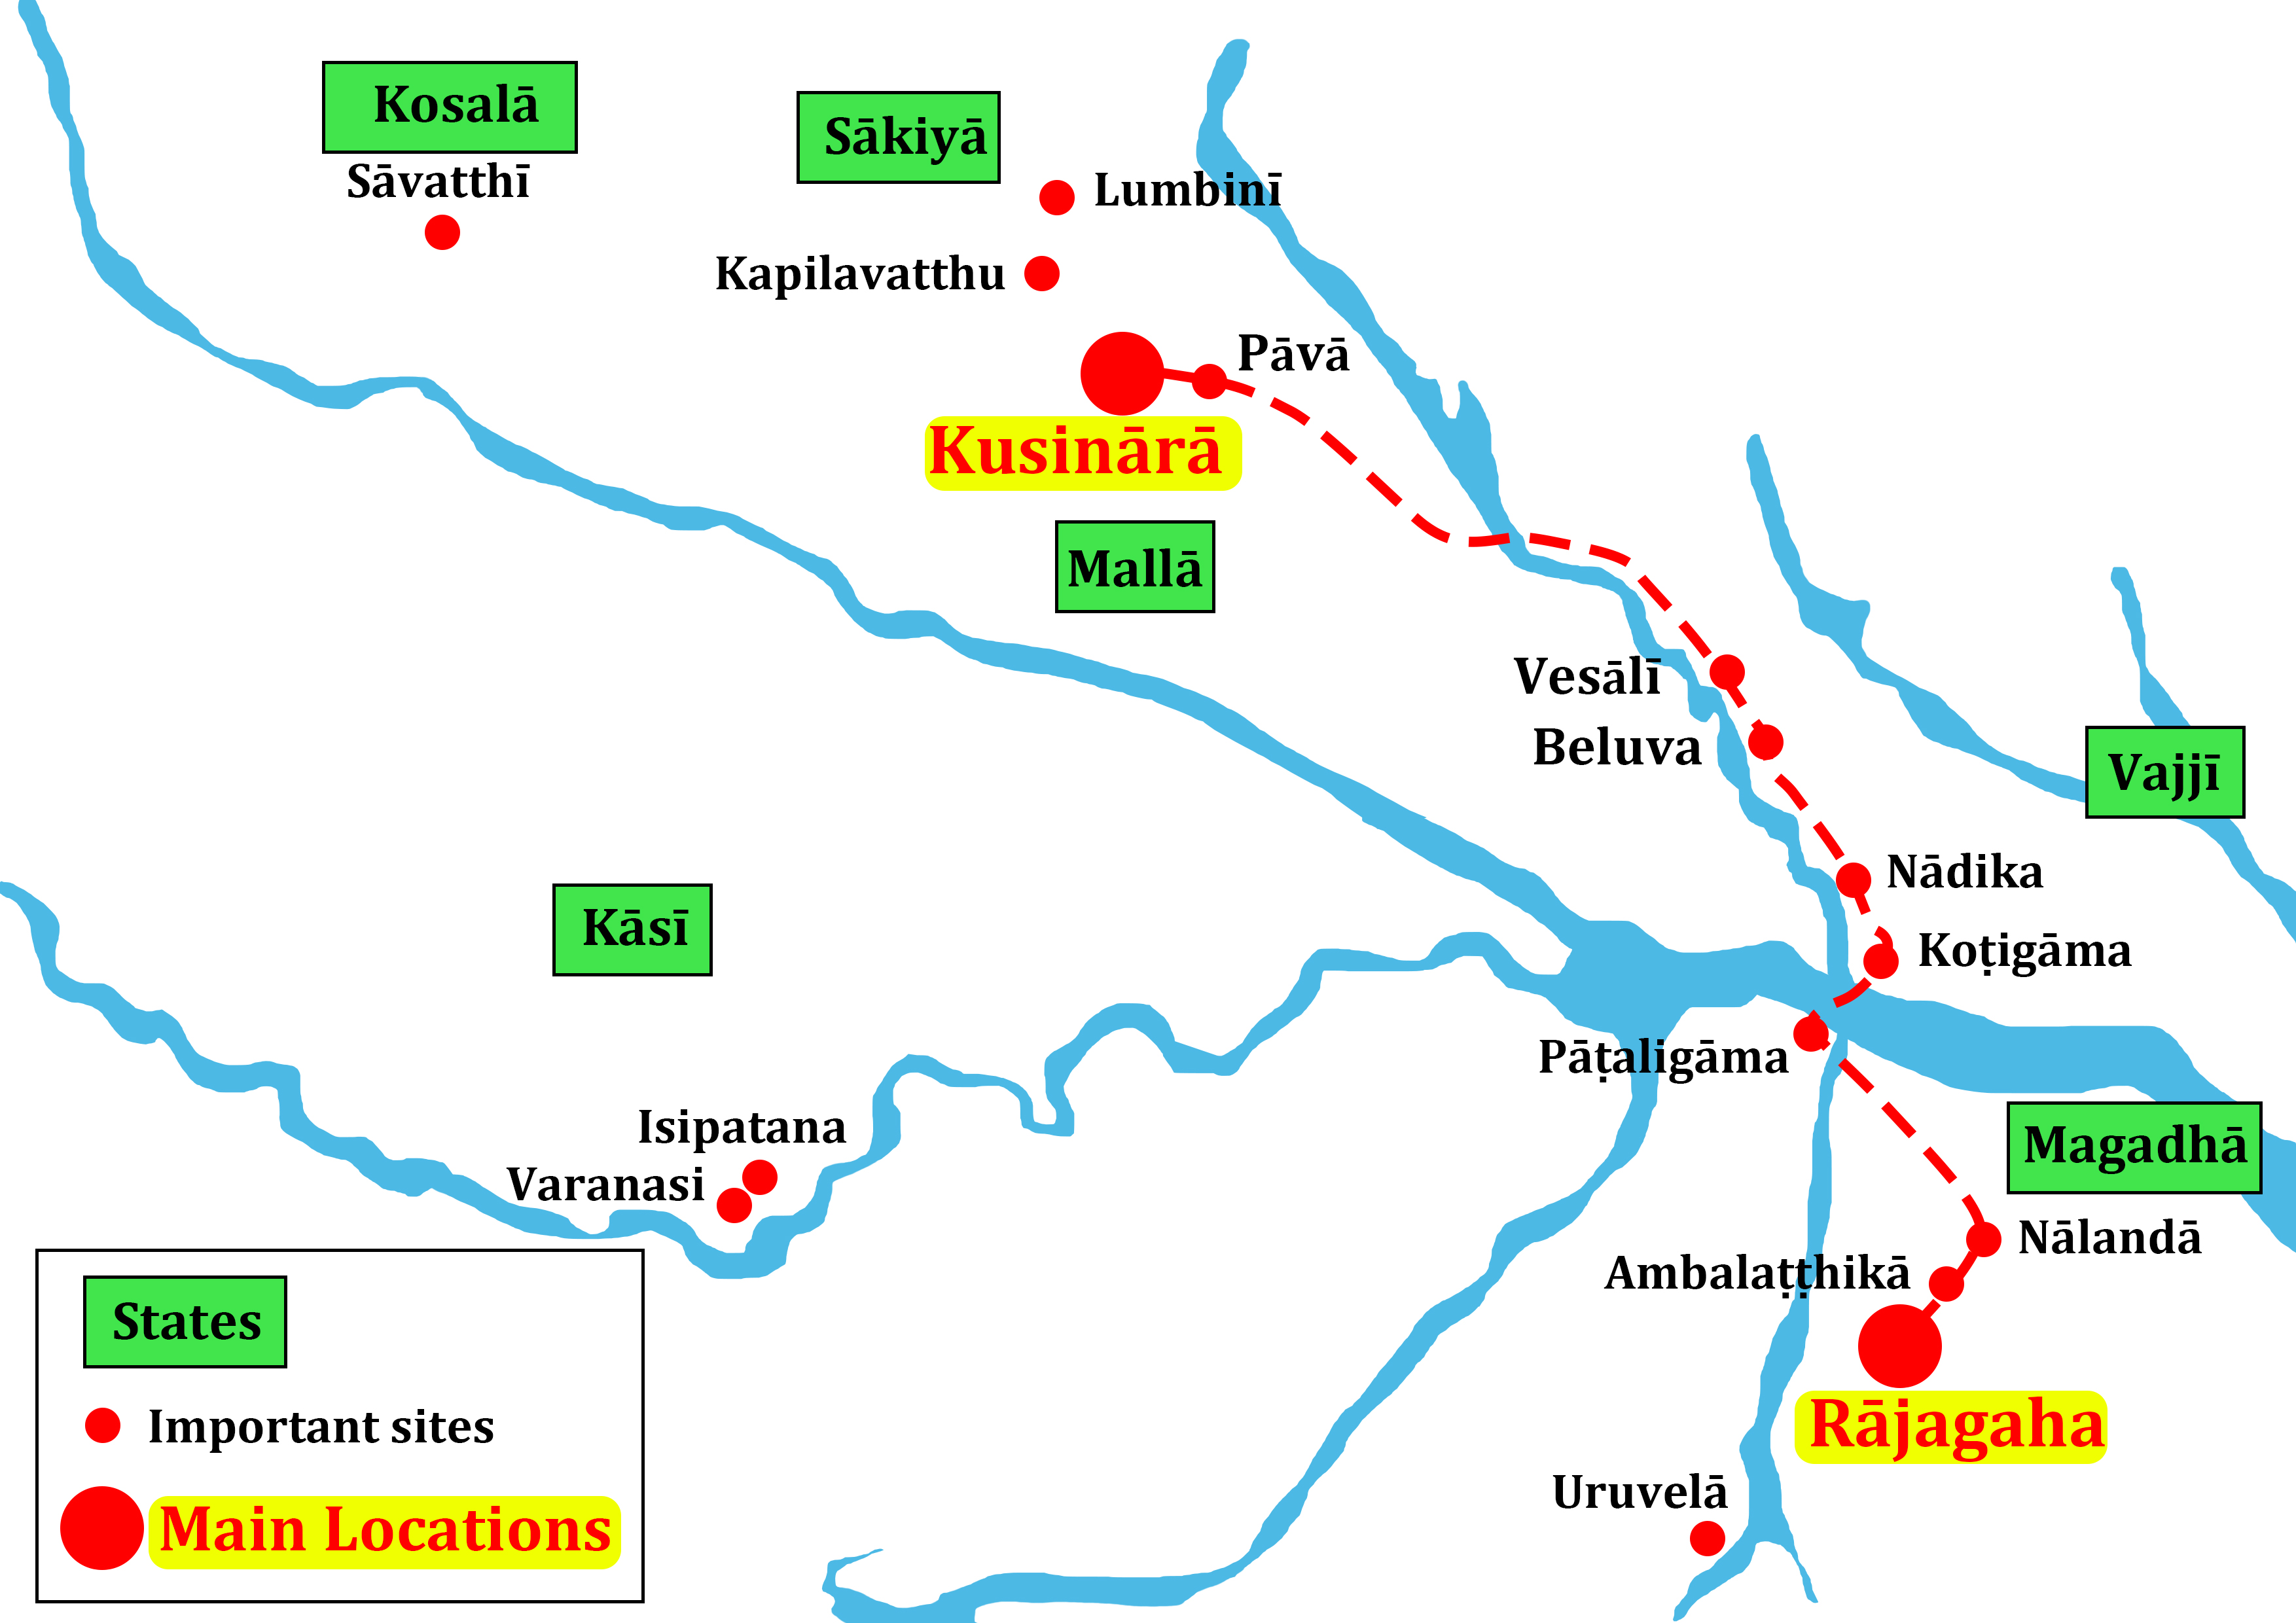 Kosalā
Sāvatthī
Sākiyā
Lumbinī
Kapilavatthu
Pāvā
Kusinārā
Mallā
Vesālī
Beluva
Vajjī
Nādika
Koṭigāma
Kāsī
Pāṭaligāma
Isipatana
Varanasi
Magadhā
Nālandā
Ambalaṭṭhikā
Rājagaha
Uruvelā
States
Important sites
Main Locations